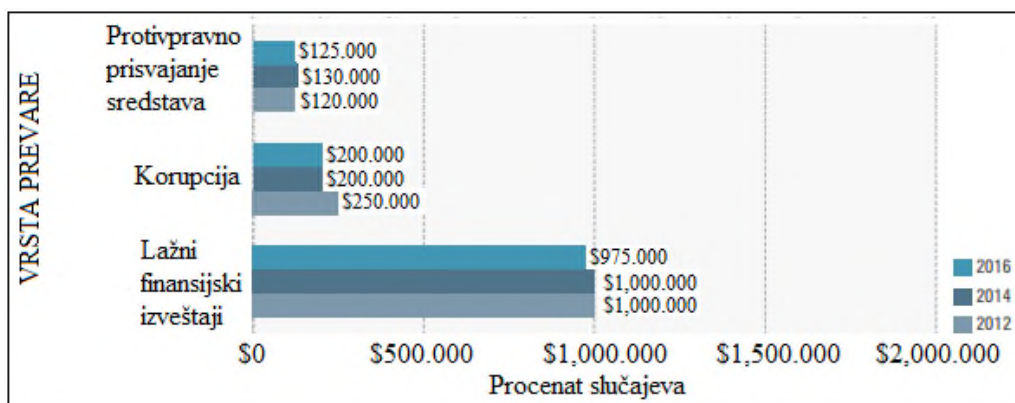 VRSTA PREVARE
Protivpravno
prisvajanje
sredstava
$125.000
$130.000
$120.000
Korupcija
$200.000
$200.000
$250.000
Lažni
finansijski
izveštaji
$975.000
$1,000.000
$1,000.000
2016
2014
2012
$0
$500.000
$1,000.000
$1,500.000
$2,000.000
Procenat slučajeva